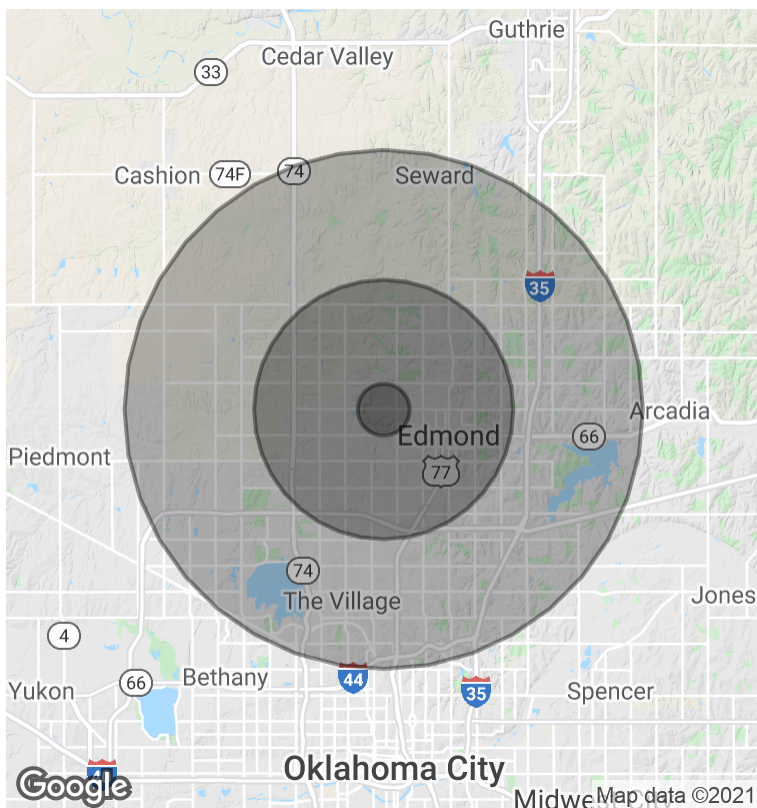 Guthrie
Cedar Valley
33
Cashion
74F
74
Seward
35
Arcadia
Edmond
66
Piedmont
77
74
The Village
Jones
4
Bethany
44
66
35
Yukon
Spencer
Oklahoma City
Google
Map data ©2021